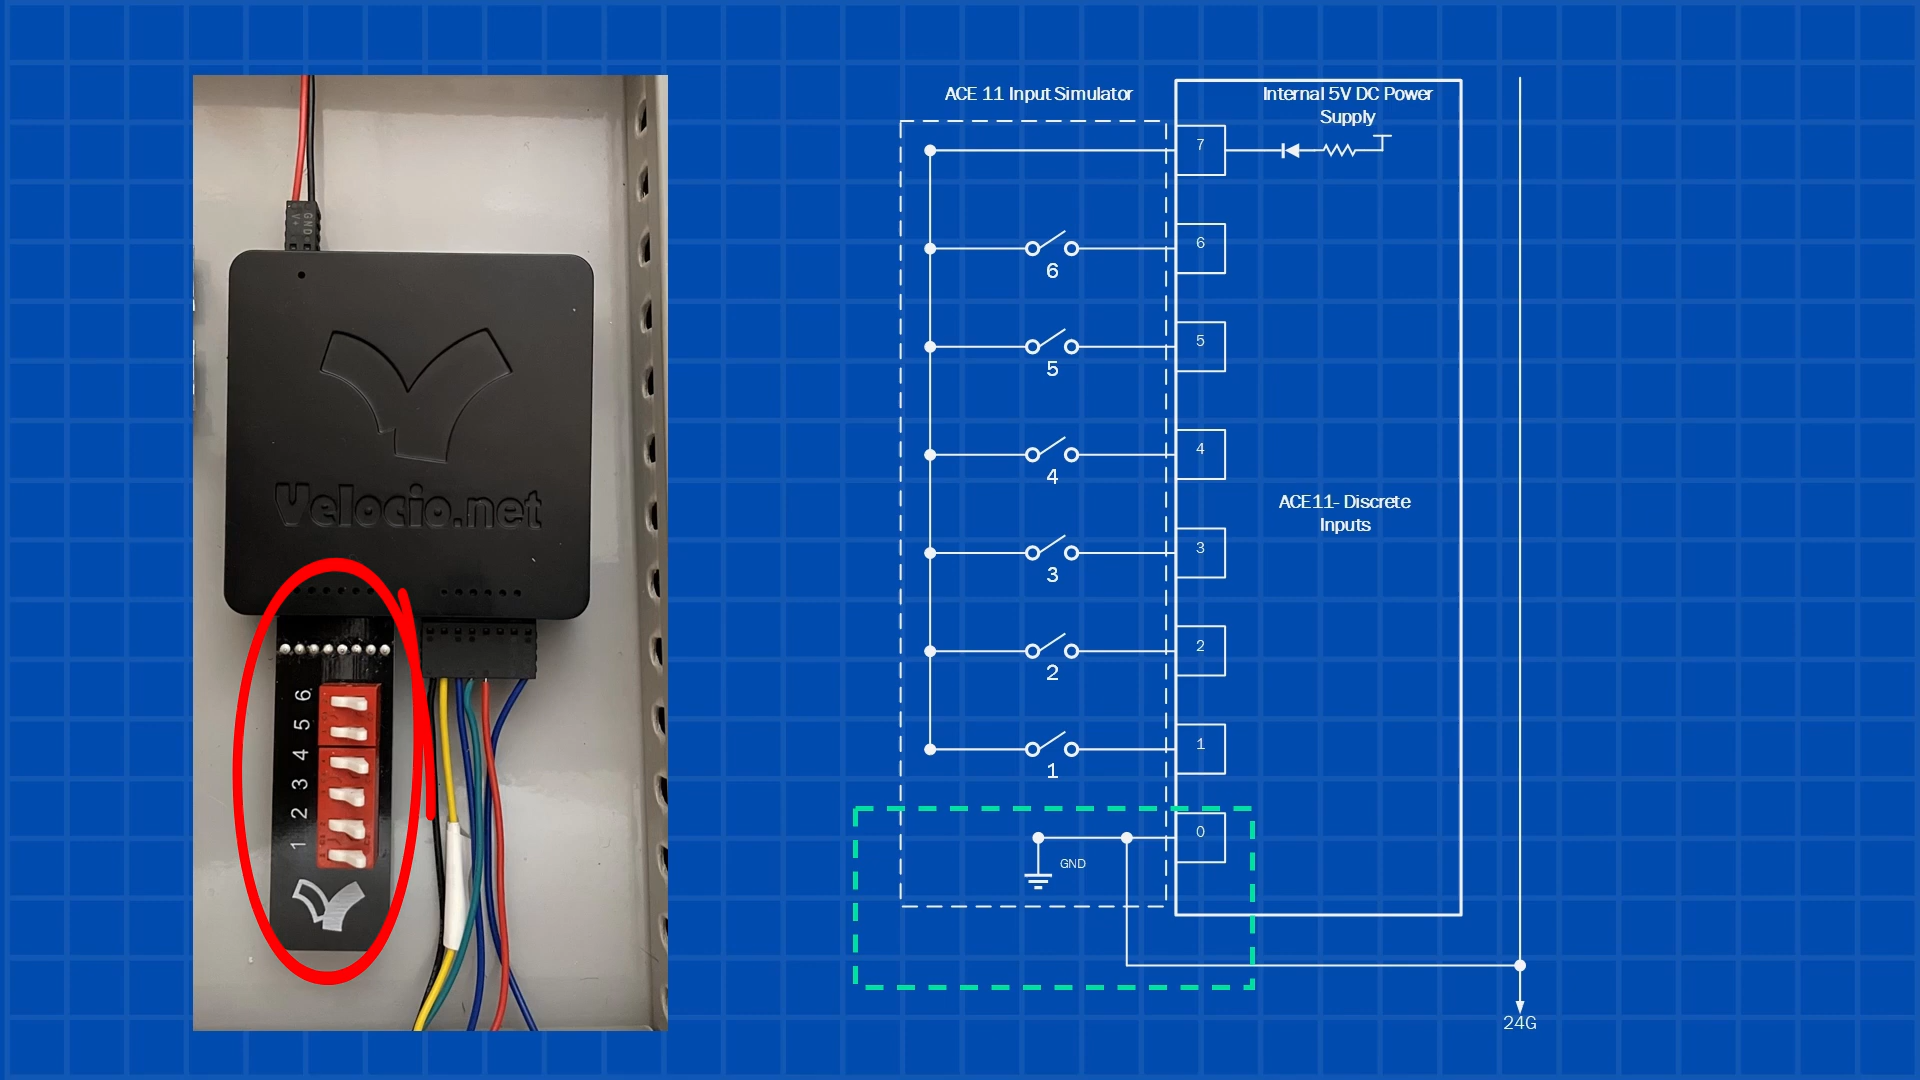 V+
GND
Velocio.net
6
5
4
3
2
1
ACE 11 Input Simulator
Internal 5V DC Power
Supply
7
6
6
5
5
4
4
ACE11- Discrete
Inputs
3
3
2
2
1
1
0
GND
24G